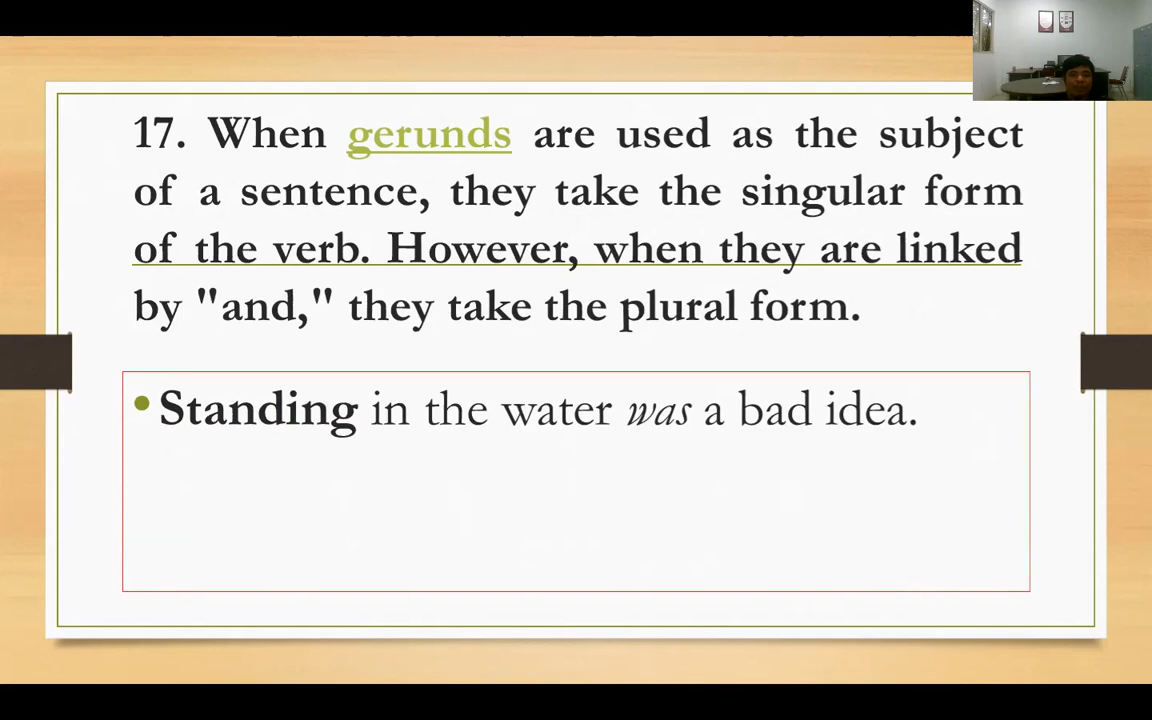 17. When gerunds are used as the subject
of a sentence, they take the singular form
of the verb. However, when they are linked
by "and," they take the plural form.
• Standing in the water was a bad idea.